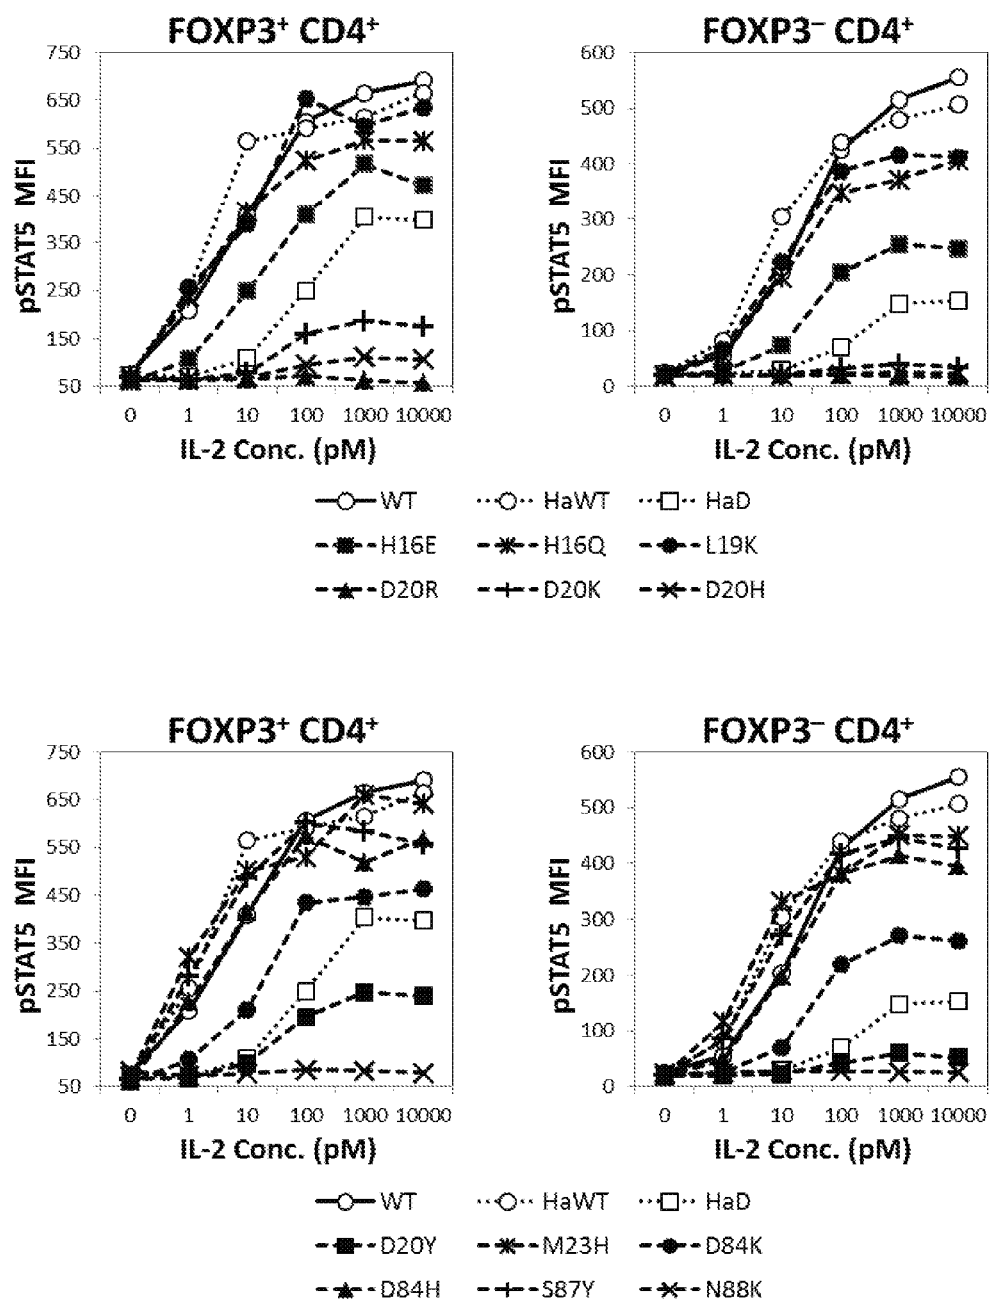 FOXP3⁺ CD4⁺
FOXP3⁻ CD4⁺
pSTAT5 MFI
750
650
550
450
350
250
150
50
0 1 10 100 1000 10000
IL-2 Conc. (pM)
pSTAT5 MFI
600
500
400
300
200
100
0
0 1 10 100 1000 10000
IL-2 Conc. (pM)
WT HaWT HaD
H16E H16Q L19K
D20R D20K D20H
FOXP3⁺ CD4⁺
FOXP3⁻ CD4⁺
pSTAT5 MFI
750
650
550
450
350
250
150
50
0 1 10 100 1000 10000
IL-2 Conc. (pM)
pSTAT5 MFI
600
500
400
300
200
100
0
0 1 10 100 1000 10000
IL-2 Conc. (pM)
WT HaWT HaD
D20Y M23H D84K
D84H S87Y N88K